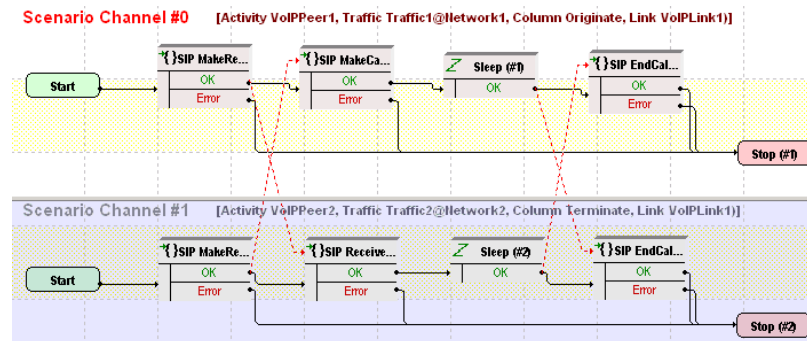 Scenario Channel #0 [Activity VoIPPeer1, Traffic Traffic1@Network1, Column Originate, Link VoIPLink1)]
{}SIP MakeRe... {}SIP MakeCa... Sleep (#1) {}SIP EndCal...
Start OK OK OK OK
Error Error Error
Stop (#1)
Scenario Channel #1 [Activity VoIPPeer2, Traffic Traffic2@Network2, Column Terminate, Link VoIPLink1)]
{}SIP MakeRe... {}SIP Receive... Sleep (#2) {}SIP EndCal...
Start OK OK OK OK
Error Error Error
Stop (#2)